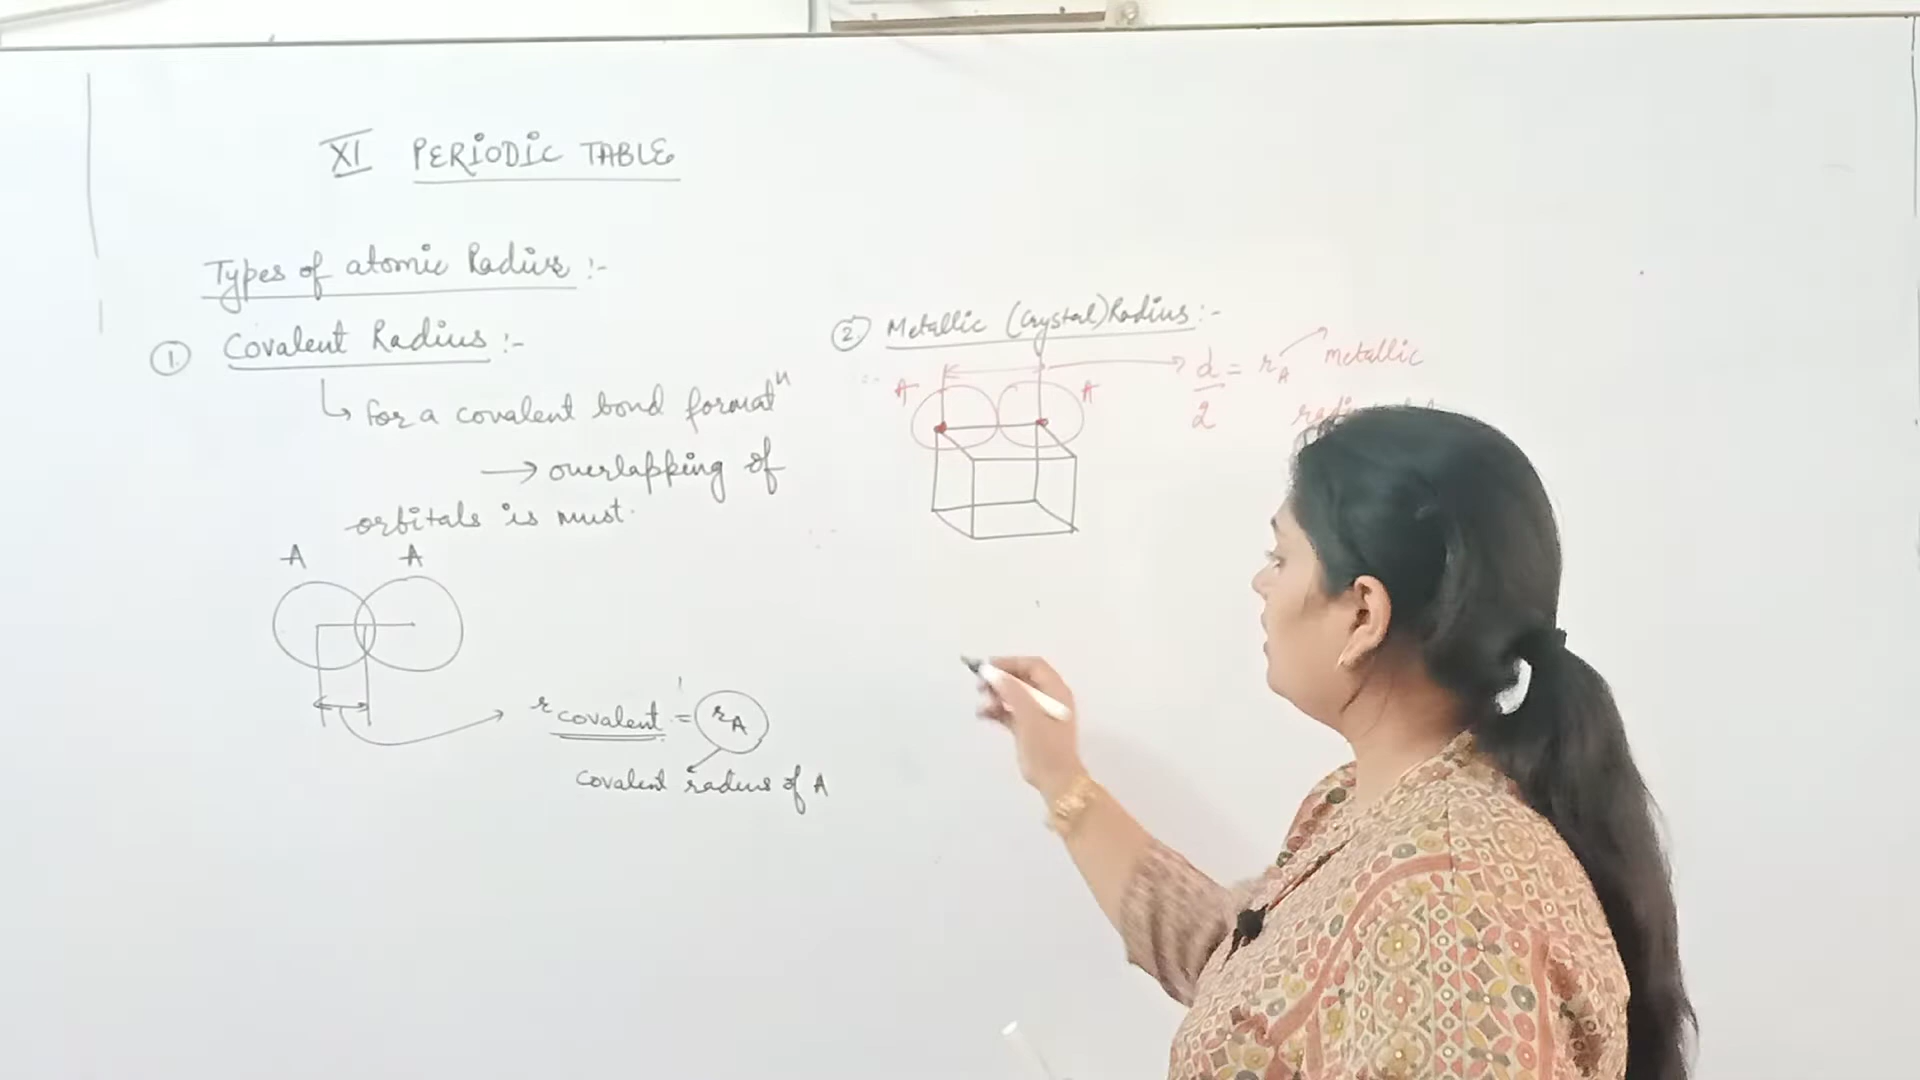 XI PERIODIC TABLE
Types of atomic Radius :-
1. Covalent Radius :-
↳ for a covalent bond formatⁿ
→ overlapping of
orbitals is must.
A A
r covalent = rA
covalent radius of A
2. Metallic (Crystal) Radius :-
A A
d/2 = rA metallic